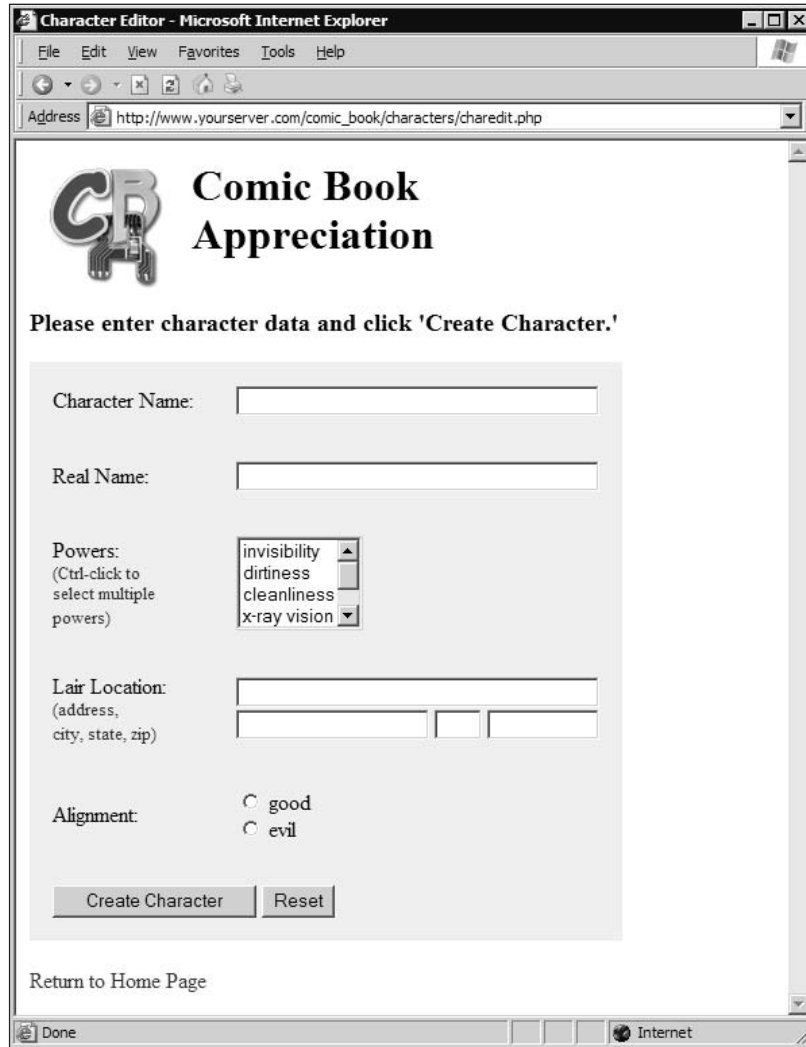 Character Editor - Microsoft Internet Explorer
File Edit View Favorites Tools Help
Address http://www.yourserver.com/comic_book/characters/charedit.php
CB
Comic Book
Appreciation
Please enter character data and click 'Create Character.'
Character Name:
Real Name:
Powers:
(Ctrl-click to
select multiple
powers)
invisibility
dirtiness
cleanliness
x-ray vision
Lair Location:
(address,
city, state, zip)
Alignment:
good
evil
Create Character Reset
Return to Home Page
Done Internet